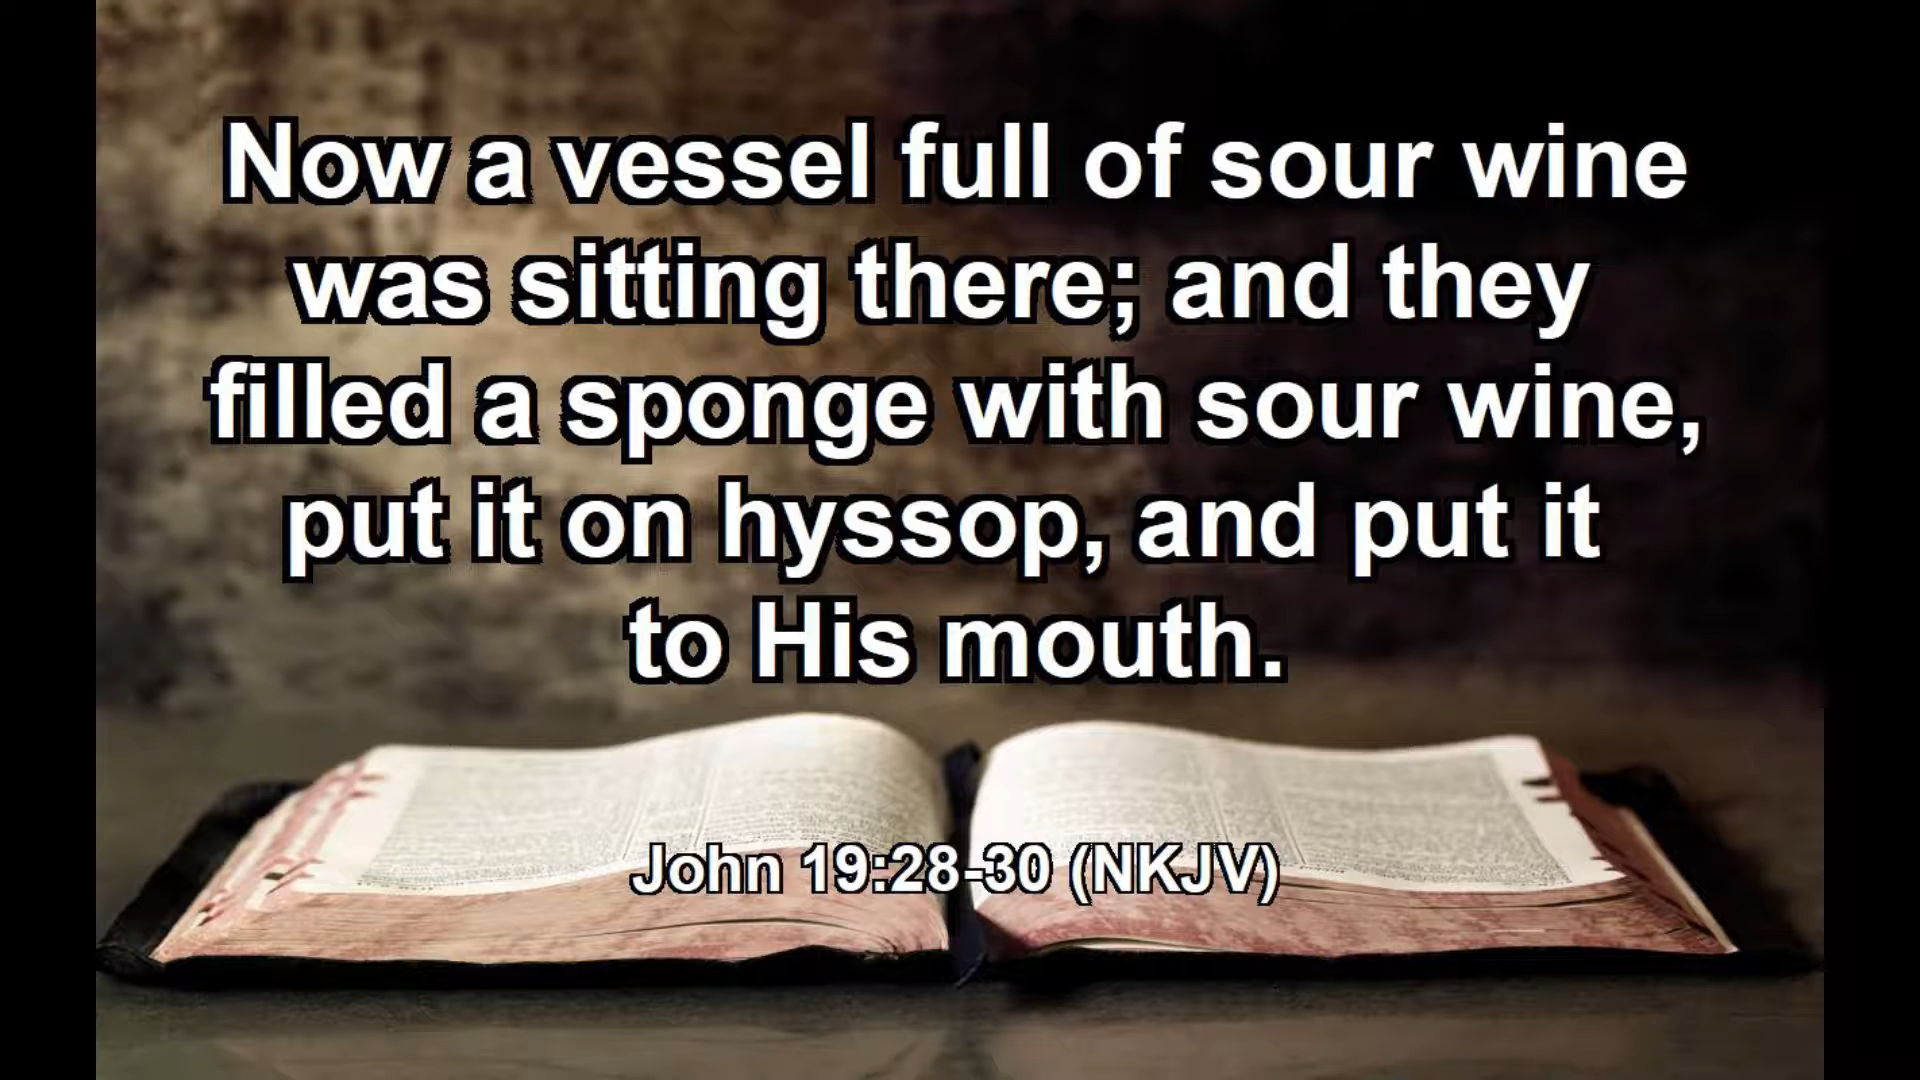 Now a vessel full of sour wine
was sitting there; and they
filled a sponge with sour wine,
put it on hyssop, and put it
to His mouth.
John 19:28-30 (NKJV)